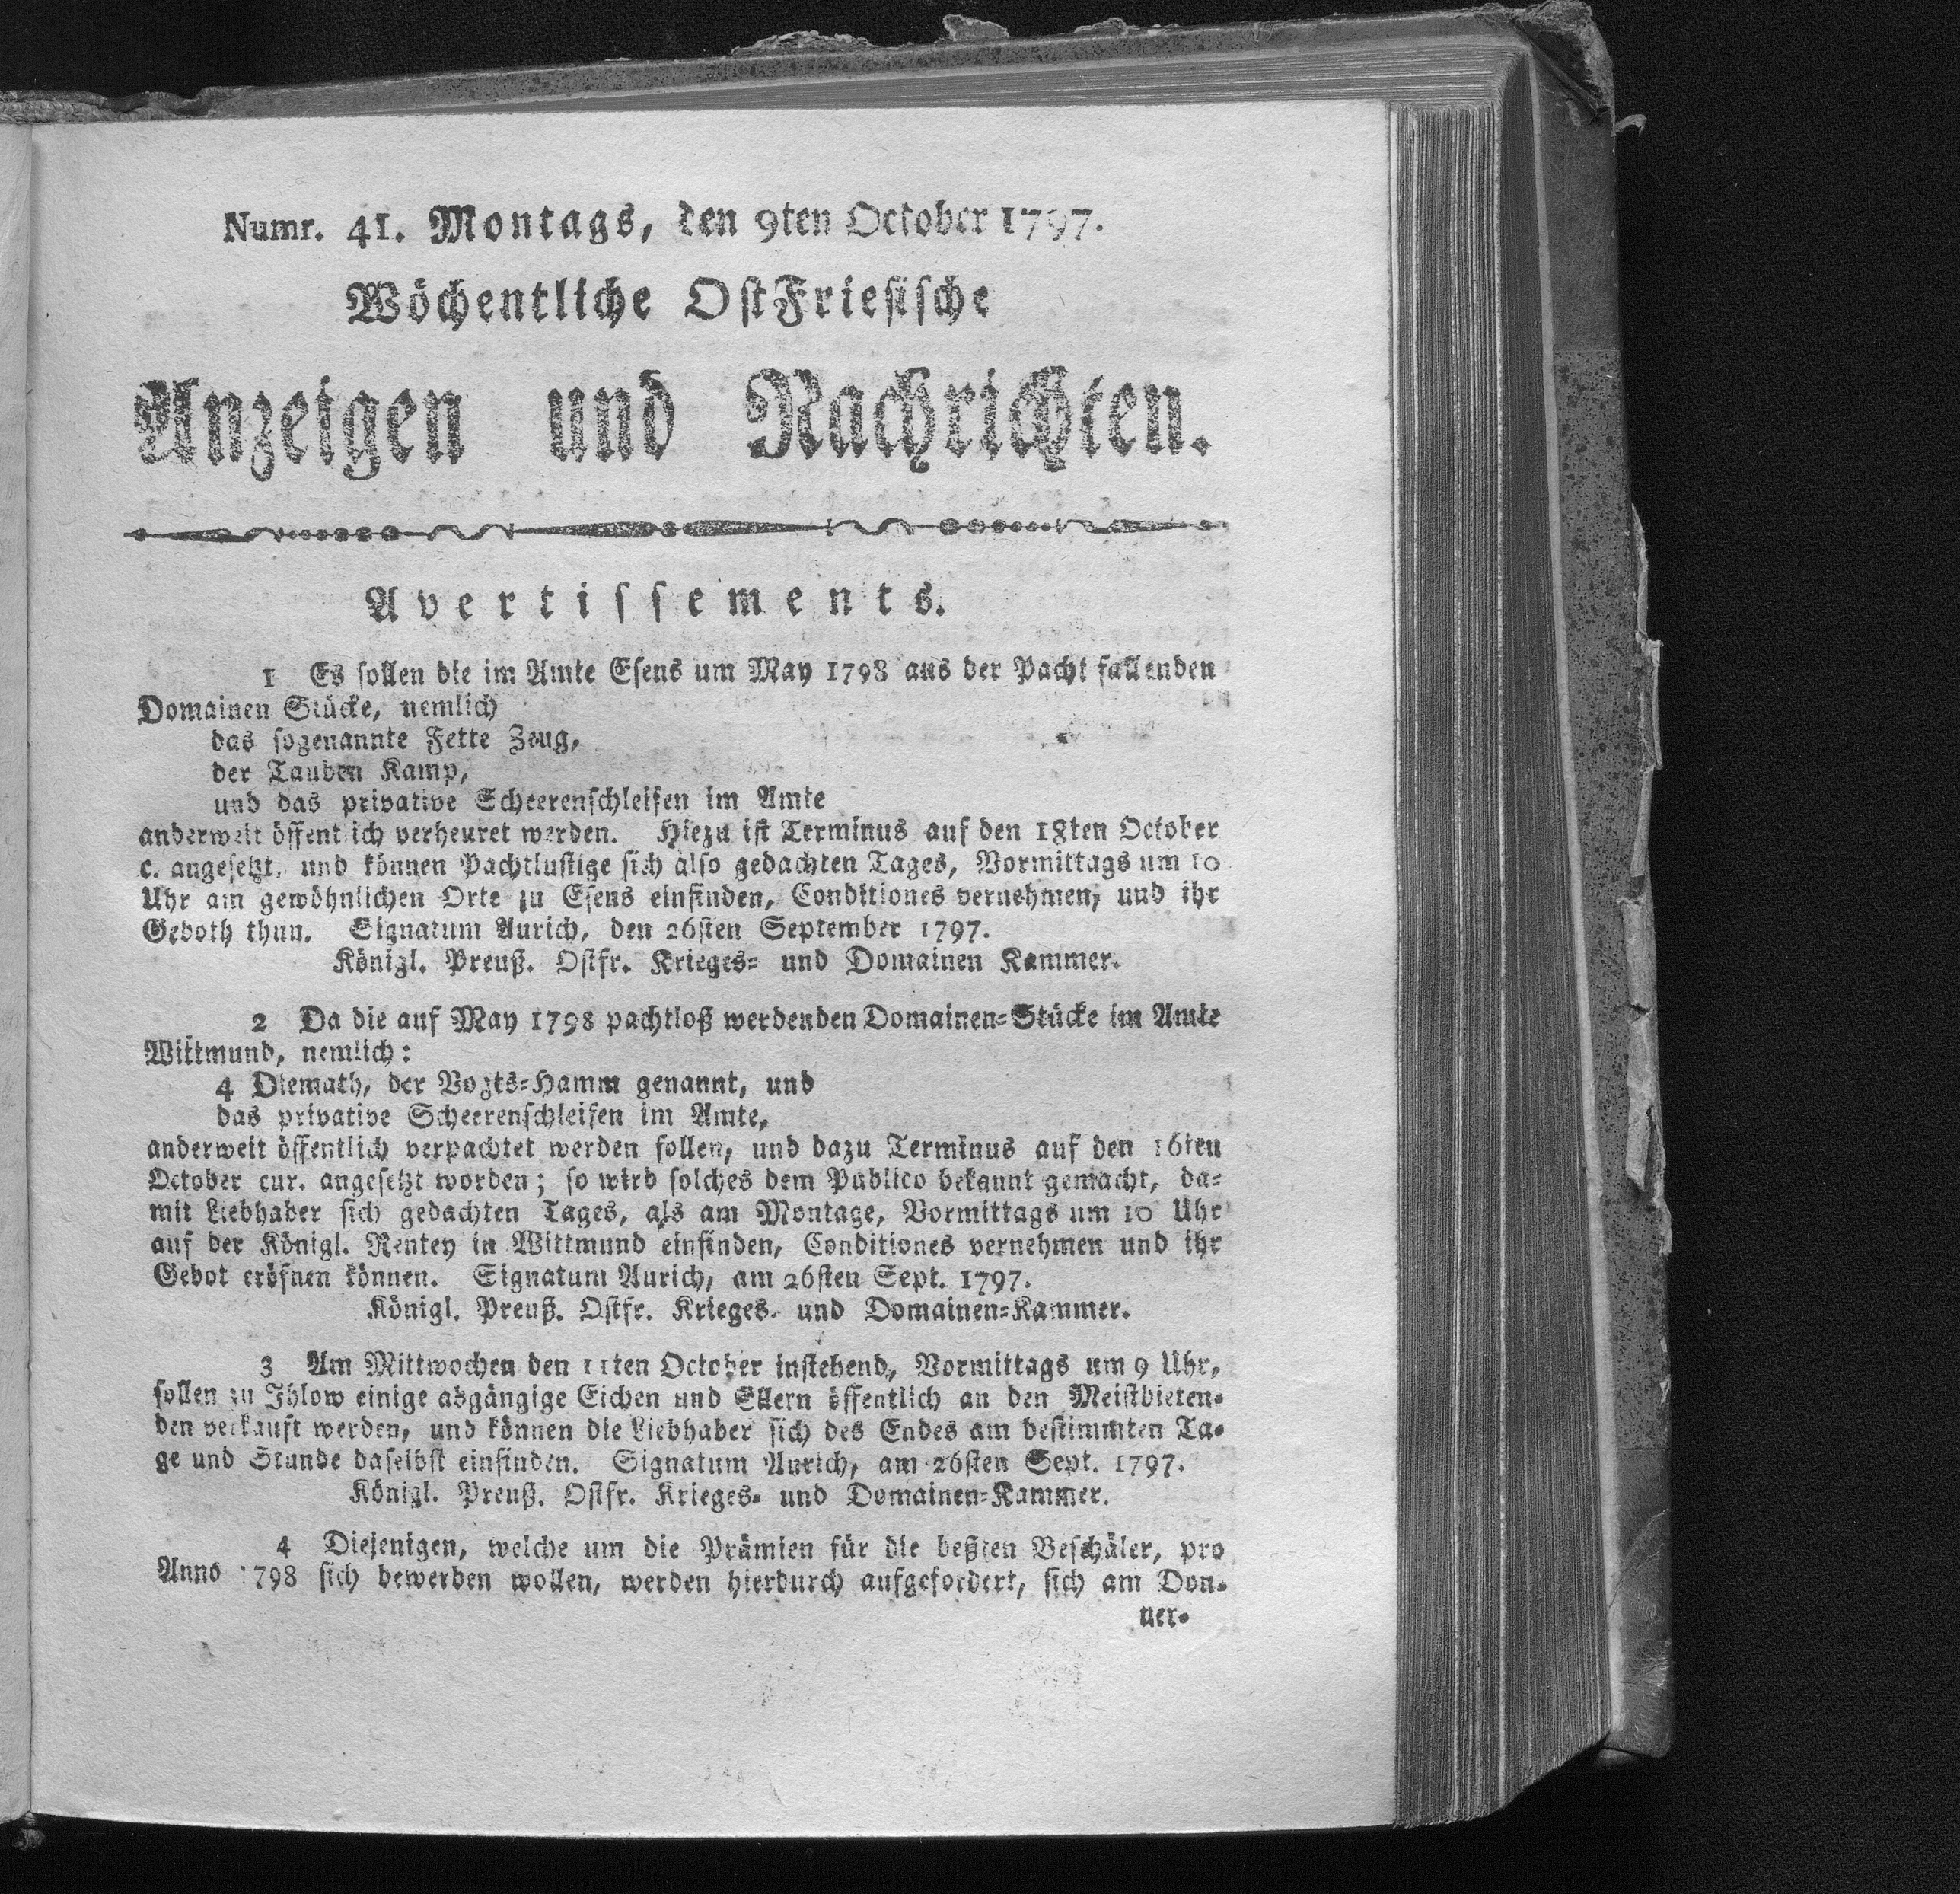 Numr. 41. Montags, den 9ten October 1797.
Wöchentliche OstFriesische
Anzeigen und Nachrichten.
Avertissements.
1 Es sollen die im Amte Esens um May 1798 aus der Pacht fallenden
Domainen Stücke, nemlich
das sogenannte Fette Zeug,
der Tauben Kamp,
und das privative Scheerenschleifen im Amte
anderweit öffentlich verheuret werden. Hiezu ist Terminus auf den 18ten October
c. angesetzt, und können Pachtlustige sich also gedachten Tages, Vormittags um 10
Uhr am gewöhnlichen Orte zu Esens einfinden, Conditiones vernehmen, und ihr
Geboth thun. Signatum Aurich, den 26sten September 1797.
Königl. Preuß. Ostfr. Krieges- und Domainen Kammer.
2 Da die auf May 1798 pachtloß werdenden Domainen-Stücke im Amte
Wittmund, nemlich:
4 Diemath, der Vogts-Hamm genannt, und
das privative Scheerenschleifen im Amte,
anderweit öffentlich verpachtet werden sollen, und dazu Terminus auf den 16ten
October cur. angesetzt worden; so wird solches dem Publico bekannt gemacht, da-
mit Liebhaber sich gedachten Tages, als am Montage, Vormittags um 10 Uhr
auf der Königl. Rentey in Wittmund einfinden, Conditiones vernehmen und ihr
Gebot eröfnen können. Signatum Aurich, am 26sten Sept. 1797.
Königl. Preuß. Ostfr. Krieges- und Domainen-Kammer.
3 Am Mittwochen den 11ten October instehend, Vormittags um 9 Uhr,
sollen zu Ihlow einige abgängige Eichen und Ellern öffentlich an den Meistbieten-
den verkauft werden, und können die Liebhaber sich des Endes am bestimmten Ta-
ge und Stunde daselbst einfinden. Signatum Aurich, am 26sten Sept. 1797.
Königl. Preuß. Ostfr. Krieges- und Domainen-Kammer.
4 Diejenigen, welche um die Prämien für die beßten Beschäler, pro
Anno 1798 sich bewerben wollen, werden hierdurch aufgefordert, sich am Don-
ner-